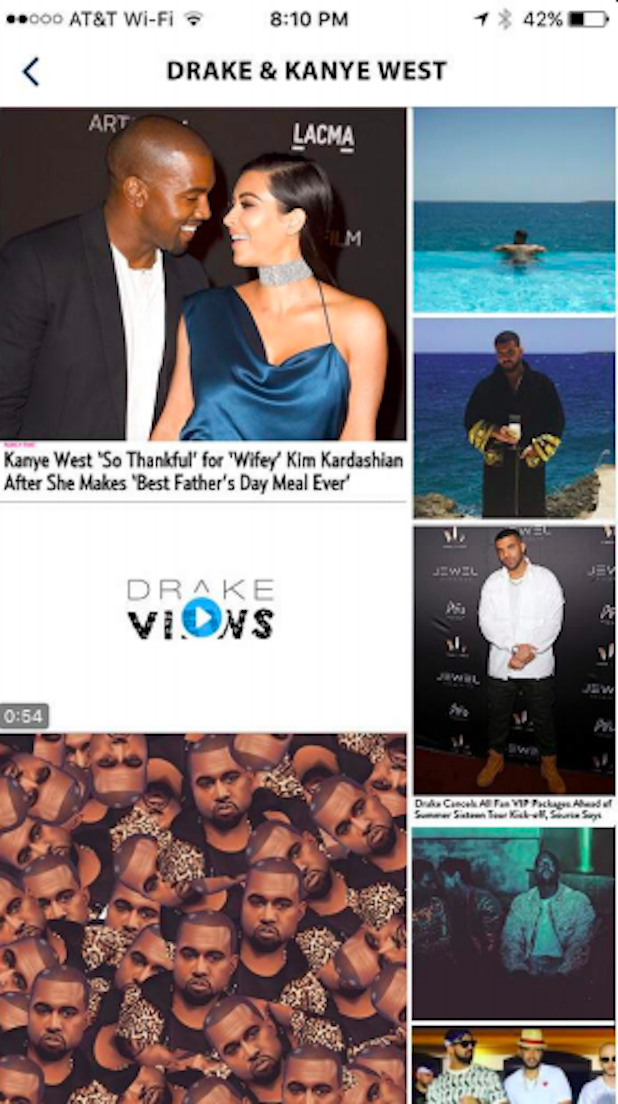 AT&T Wi-Fi 8:10 PM 42%
DRAKE & KANYE WEST
ART
LACMA
FILM
Kanye West 'So Thankful' for 'Wifey' Kim Kardashian
After She Makes 'Best Father's Day Meal Ever'
DRAKE
VIEWS
0:54
JEWEL
JEWEL
JEWEL
JEWEL
Drake Cancels All Fan VIP Packages Ahead of
Summer Sixteen Tour Kick-off, Source Says